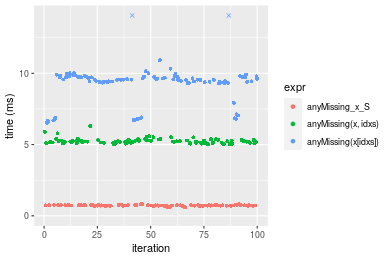 10
5
0
time (ms)
0
25
50
75
100
iteration
expr
anyMissing_x_S
anyMissing(x, idxs)
anyMissing(x[idxs])